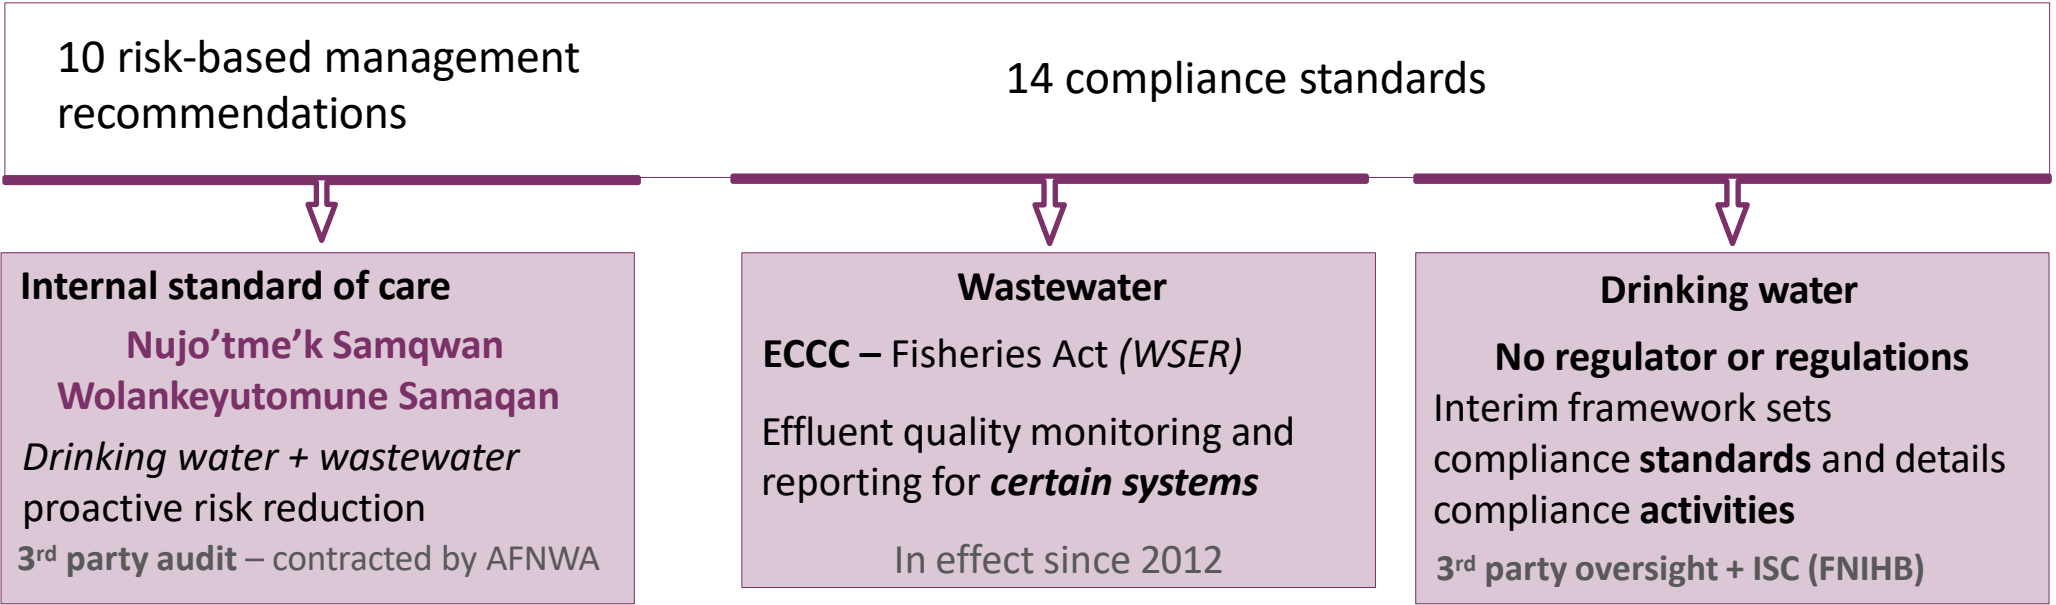 10 risk-based management
recommendations
14 compliance standards
Internal standard of care
Nujo’tme’k Samqwan
Wolankeyutomune Samaqan
Drinking water + wastewater
proactive risk reduction
3rd party audit – contracted by AFNWA
Wastewater
ECCC – Fisheries Act (WSER)
Effluent quality monitoring and
reporting for certain systems
In effect since 2012
Drinking water
No regulator or regulations
Interim framework sets
compliance standards and details
compliance activities
3rd party oversight + ISC (FNIHB)